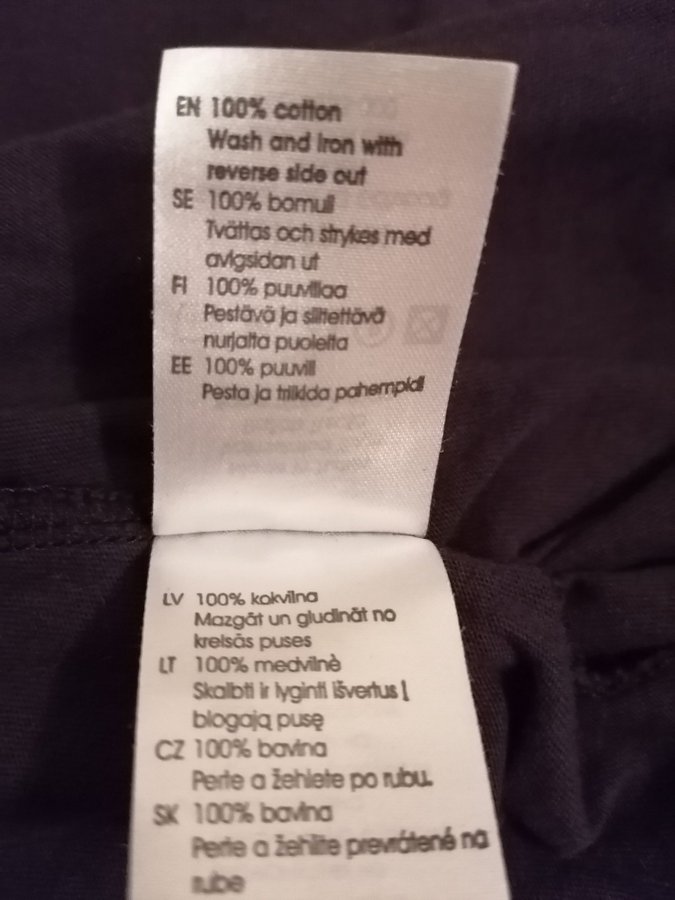 EN 100% cotton
Wash and iron with
reverse side out
SE 100% bomull
Tvättas och strykes med
avigsidan ut
FI 100% puuvillaa
Pestävä ja silitettävä
nurjalta puolelta
EE 100% puuvill
Pesta ja triikida pahempidi
LV 100% kokvilna
Mazgāt un gludināt no
kreisās puses
LT 100% medvilnė
Skalbti ir lyginti išvertus į
blogąją pusę
CZ 100% bavlna
Perte a žehlete po rubu.
SK 100% bavlna
Perte a žehlite prevrátené na
rube